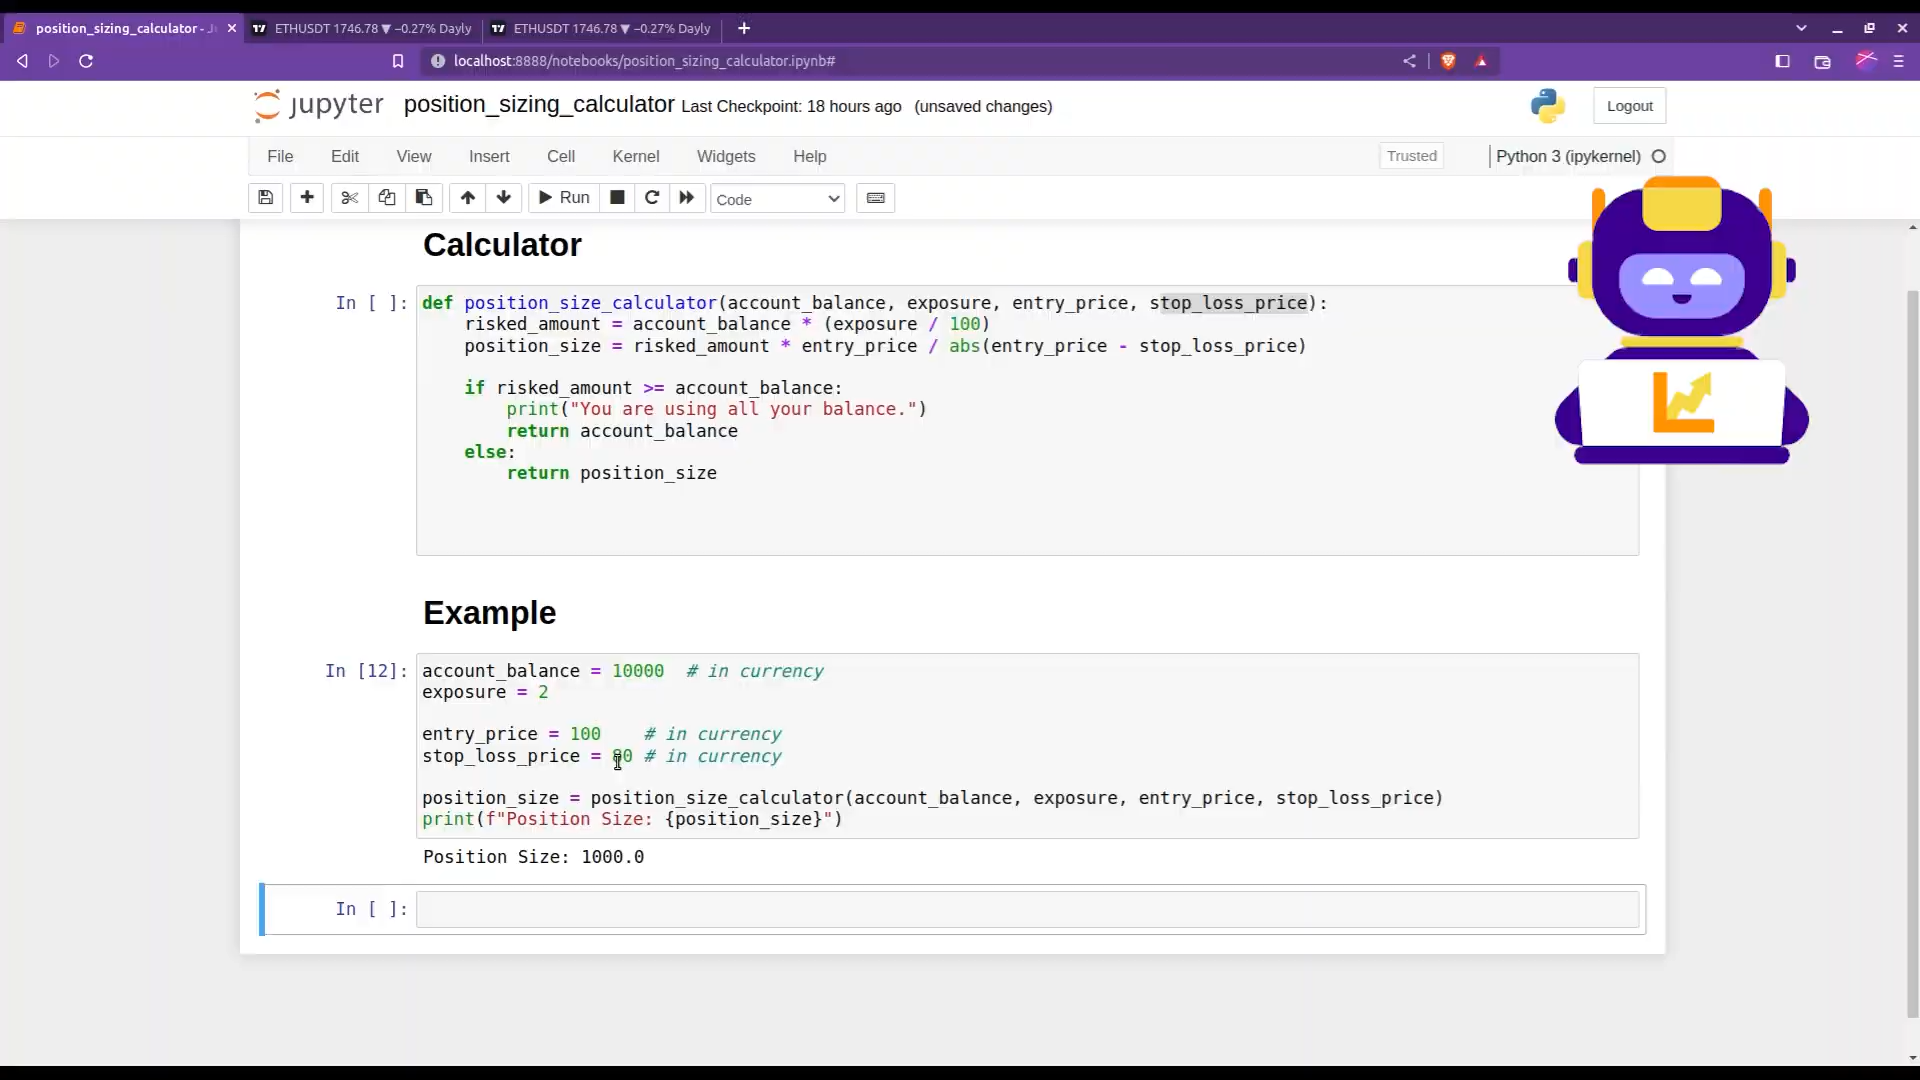 position_sizing_calculator - J
ETHUSDT 1746.78 ▼ −0.27% Dayly
ETHUSDT 1746.78 ▼ −0.27% Dayly
localhost:8888/notebooks/position_sizing_calculator.ipynb#
jupyter position_sizing_calculator Last Checkpoint: 18 hours ago (unsaved changes)
Logout
File Edit View Insert Cell Kernel Widgets Help
Trusted
Python 3 (ipykernel)
Run
Code
Calculator
In [ ]:
def position_size_calculator(account_balance, exposure, entry_price, stop_loss_price):
    risked_amount = account_balance * (exposure / 100)
    position_size = risked_amount * entry_price / abs(entry_price - stop_loss_price)
    if risked_amount >= account_balance:
        print("You are using all your balance.")
        return account_balance
    else:
        return position_size
Example
In [12]:
account_balance = 10000  # in currency
exposure = 2
entry_price = 100    # in currency
stop_loss_price = 80 # in currency
position_size = position_size_calculator(account_balance, exposure, entry_price, stop_loss_price)
print(f"Position Size: {position_size}")
Position Size: 1000.0
In [ ]: